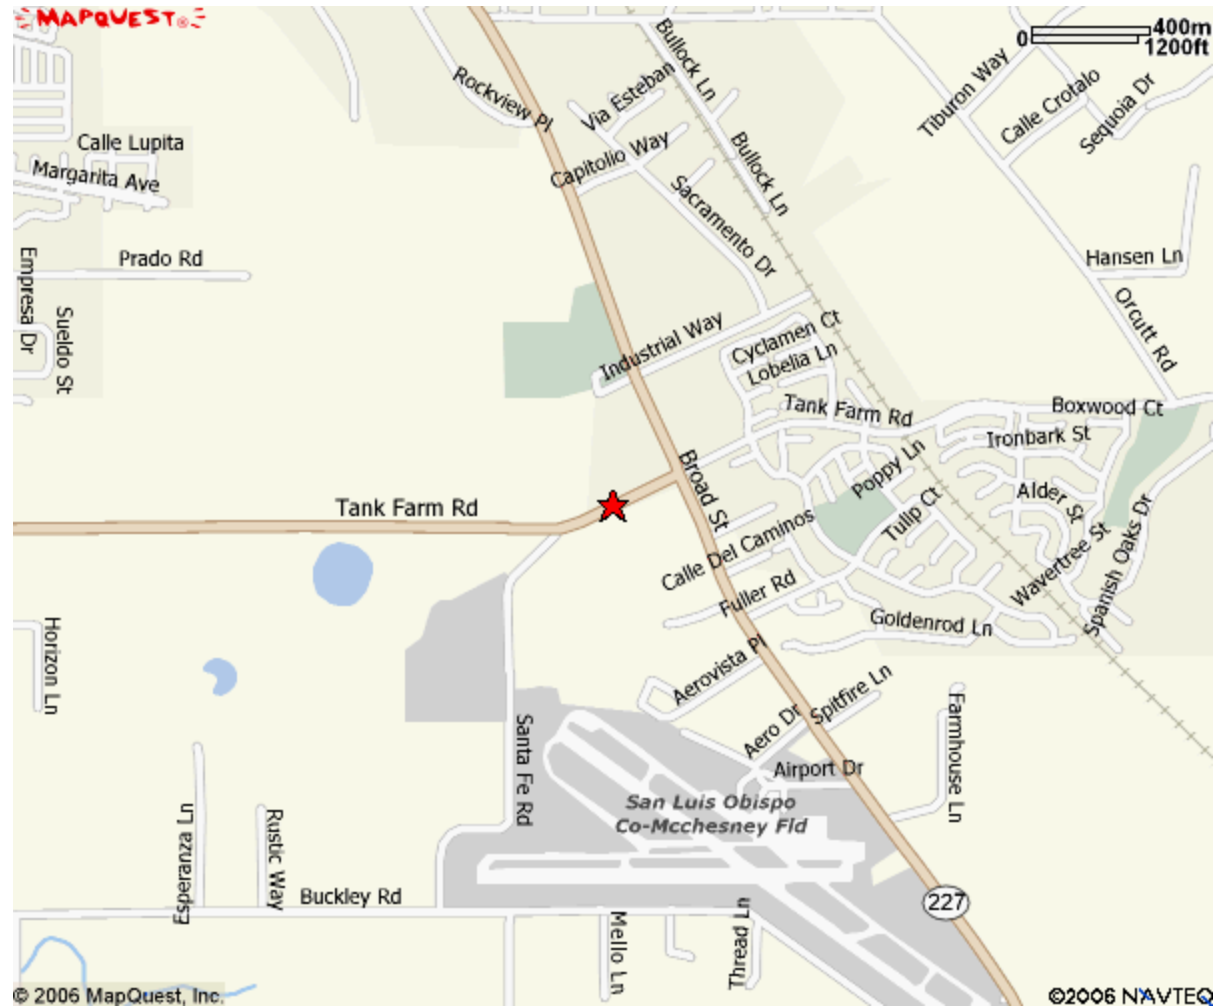 MAPQUEST®
400m
0
1200ft
Rockview Pl
Via Esteban
Bullock Ln
Tiburon Way
Calle Crotalo
Sequoia Dr
Calle Lupita
Margarita Ave
Capitolio Way
Bullock Ln
Sacramento Dr
Prado Rd
Hansen Ln
Empresa Dr
Sueldo St
Orcutt Rd
Industrial Way
Cyclamen Ct
Lobelia Ln
Tank Farm Rd
Boxwood Ct
Ironbark St
Broad St
Poppy Ln
Tank Farm Rd
Alder St
Tulip Ct
Calle Del Caminos
Wavertree St
Spanish Oaks Dr
Fuller Rd
Goldenrod Ln
Horizon Ln
Aerovista Pl
Spitfire Ln
Aero Dr
Farmhouse Ln
Santa Fe Rd
Airport Dr
San Luis Obispo
Co-Mcchesney Fld
Esperanza Ln
Rustic Way
Buckley Rd
227
Mello Ln
Thread Ln
© 2006 MapQuest, Inc.
©2006 NAVTEQ